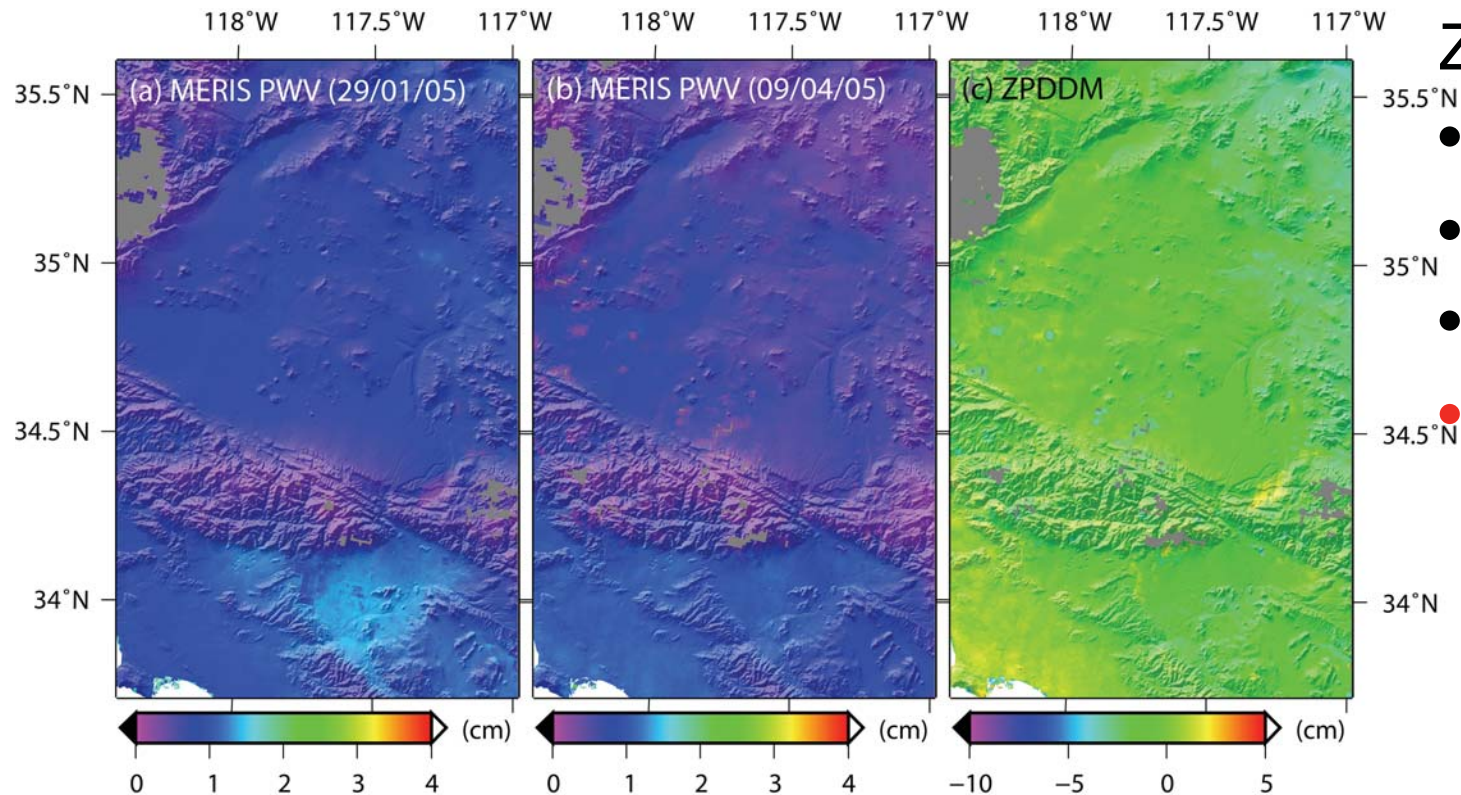 118˚W 117.5˚W 117˚W 117.5˚W 118˚W 117˚W 118˚W 117.5˚W 117˚W
Z
(a) MERIS PWV (29/01/05) (b) MERIS PWV (09/04/05) (c) ZPDDM
35.5˚N 35.5˚N
35˚N 35˚N
34.5˚N 34.5˚N
34˚N 34˚N
(cm) (cm) (cm)
0 1 2 3 4 0 1 2 3 4 −10 −5 0 5